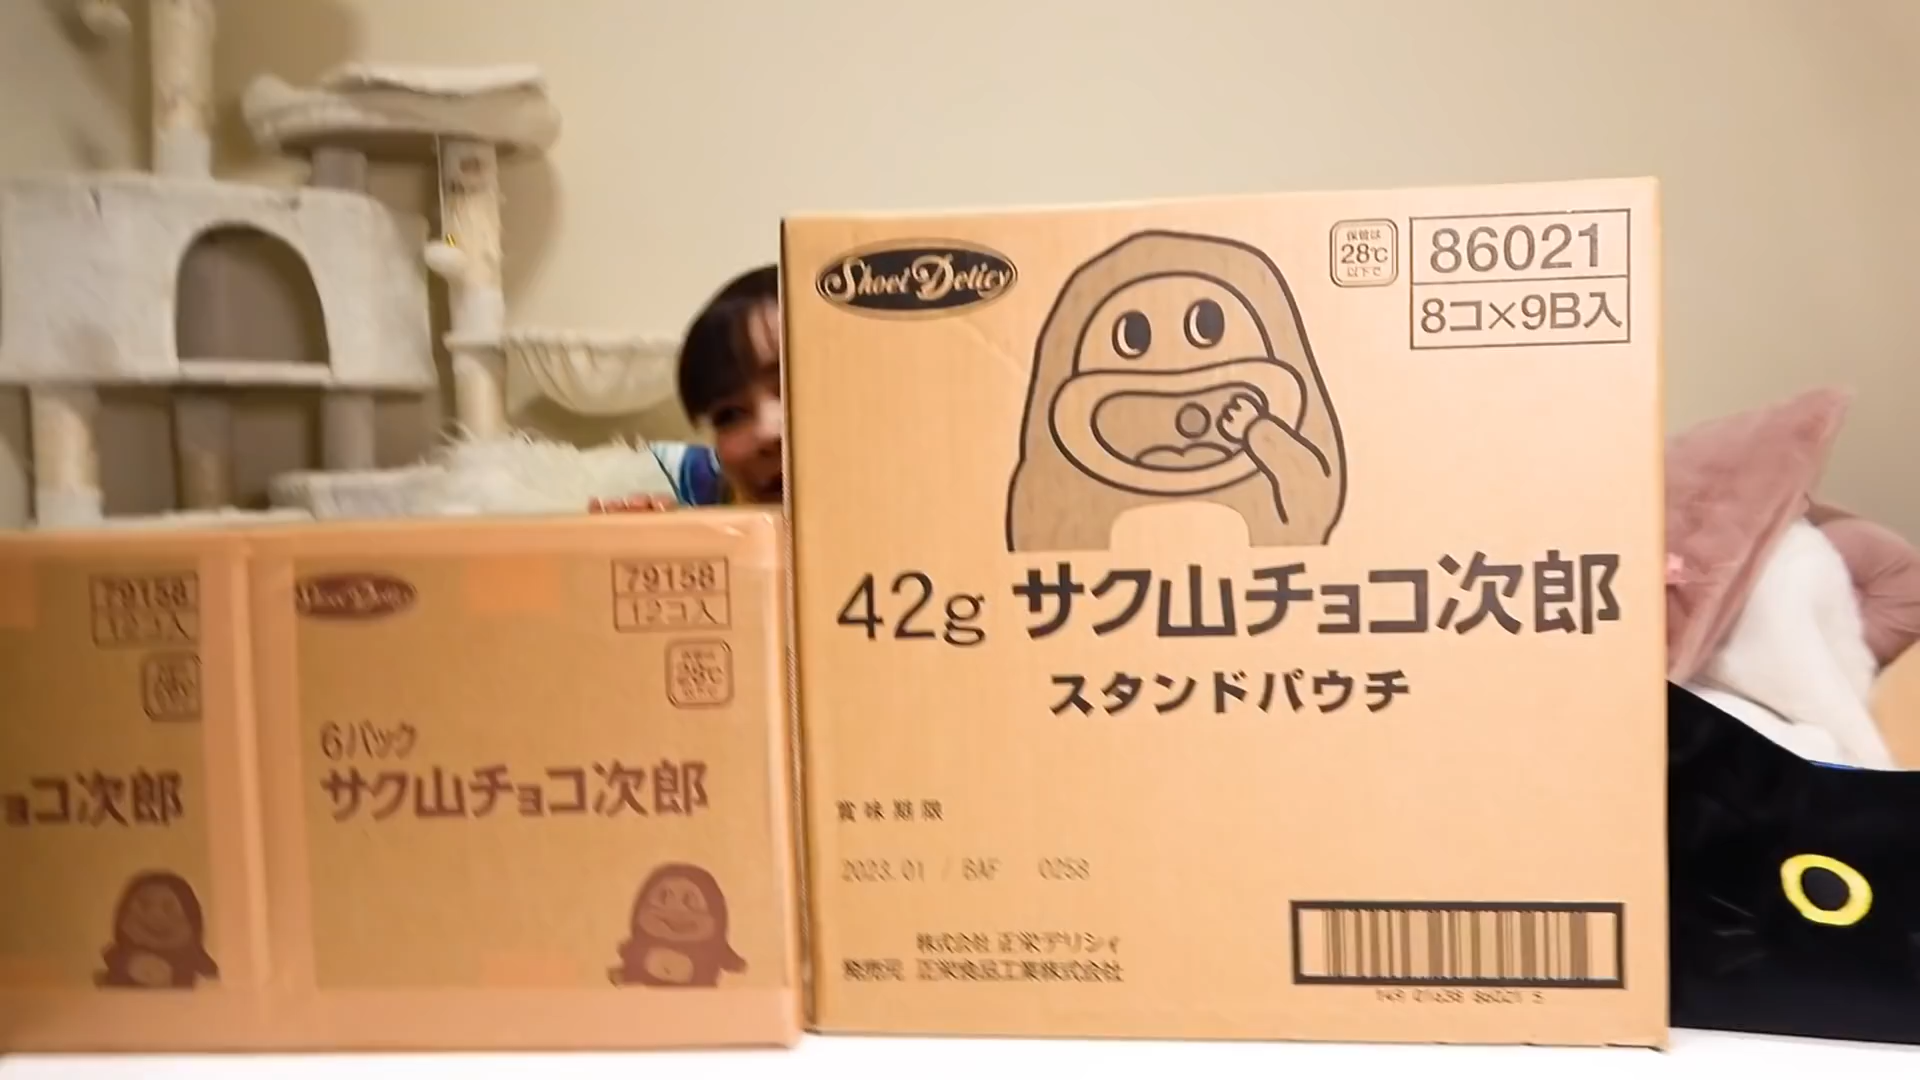 Shoei Delicy
保管は
28℃
以下で
86021
8コ×9B入
42g サク山チョコ次郎
スタンドパウチ
賞味期限
2023.01 / BAF 0258
株式会社 正栄デリシィ
発売元 正栄食品工業株式会社
79158
12コ入
ョコ次郎
Shoei Delicy
79158
12コ入
28℃
6パック
サク山チョコ次郎